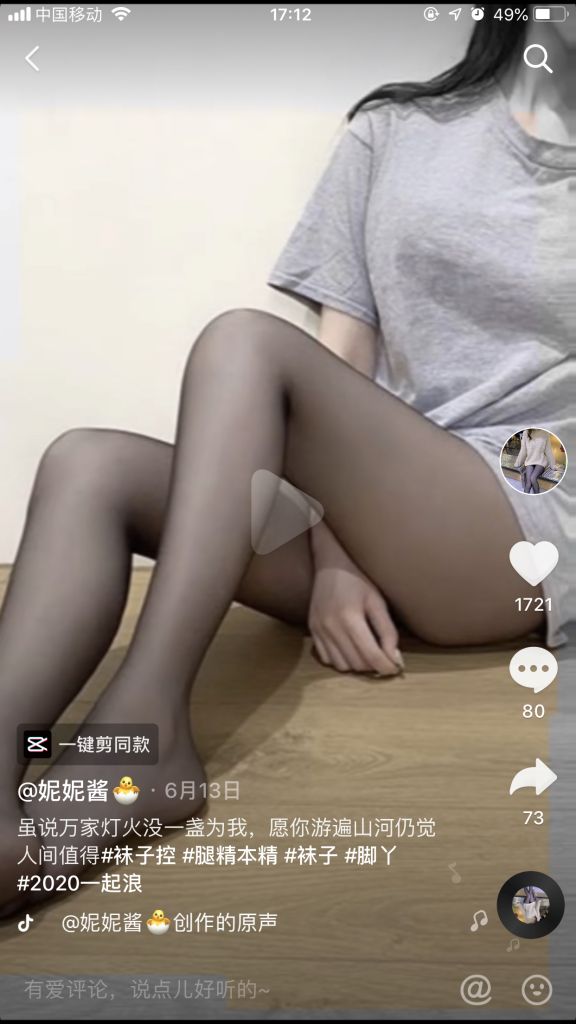 中国移动
17:12
49%
1721
80
73
一键剪同款
@妮妮酱🐣 · 6月13日
虽说万家灯火没一盏为我，愿你游遍山河仍觉
人间值得#袜子控 #腿精本精 #袜子 #脚丫
#2020一起浪
@妮妮酱🐣创作的原声
有爱评论，说点儿好听的~
@